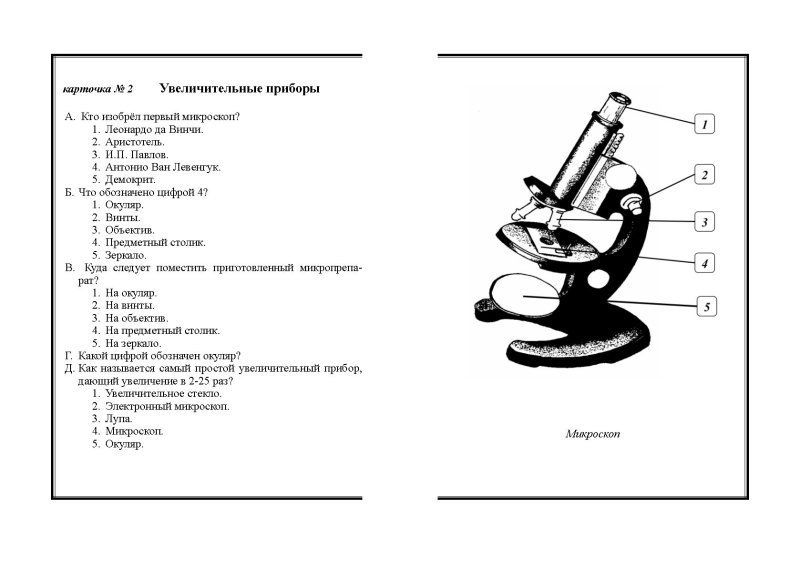 карточка № 2 Увеличительные приборы
А. Кто изобрёл первый микроскоп?
1. Леонардо да Винчи.
2. Аристотель.
3. И.П. Павлов.
4. Антонио Ван Левенгук.
5. Демокрит.
Б. Что обозначено цифрой 4?
1. Окуляр.
2. Винты.
3. Объектив.
4. Предметный столик.
5. Зеркало.
В. Куда следует поместить приготовленный микропрепа-
рат?
1. На окуляр.
2. На винты.
3. На объектив.
4. На предметный столик.
5. На зеркало.
Г. Какой цифрой обозначен окуляр?
Д. Как называется самый простой увеличительный прибор,
дающий увеличение в 2-25 раз?
1. Увеличительное стекло.
2. Электронный микроскоп.
3. Лупа.
4. Микроскоп.
5. Окуляр.
1
2
3
4
5
Микроскоп